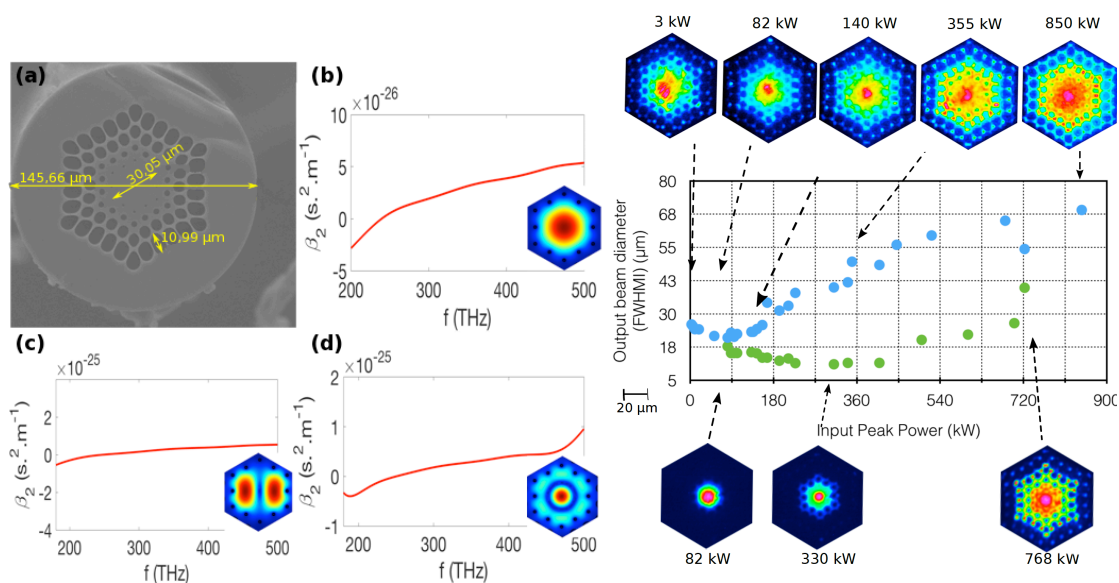 (a)
145,66 µm
30,05 µm
10,99 µm
(b)
×10⁻²⁶
10
5
0
-5
β₂ (s.².m⁻¹)
200
300
400
500
f (THz)
(c)
×10⁻²⁵
2
0
-2
-4
β₂ (s.².m⁻¹)
200
300
400
500
f (THz)
(d)
×10⁻²⁵
2
1
0
-1
β₂ (s.².m⁻¹)
200
300
400
500
f (THz)
3 kW
82 kW
140 kW
355 kW
850 kW
Output beam diameter
(FWHMI) (µm)
80
68
55
43
30
18
5
0
180
360
540
720
900
Input Peak Power (kW)
20 µm
82 kW
330 kW
768 kW